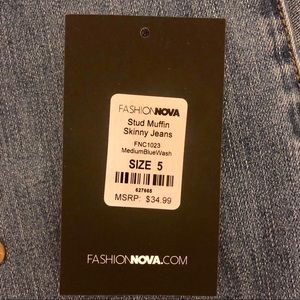 FASHIONNOVA
Stud Muffin
Skinny Jeans
FNC1023
MediumBlueWash
SIZE 5
627665
MSRP: $34.99
FASHIONNOVA.COM